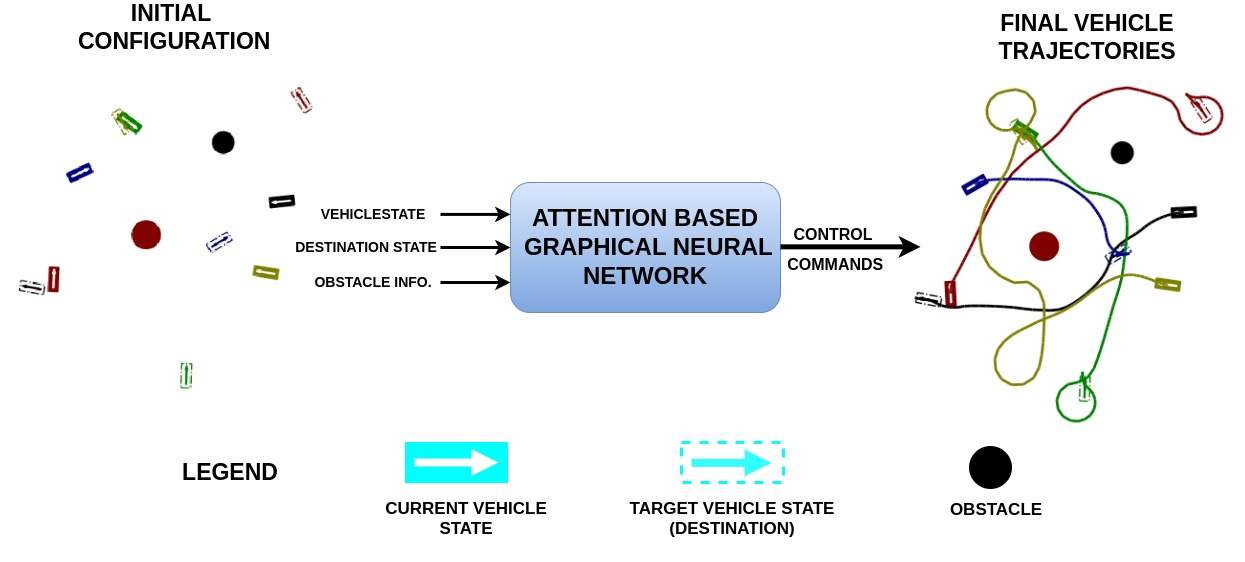 INITIAL
CONFIGURATION
FINAL VEHICLE
TRAJECTORIES
VEHICLESTATE
DESTINATION STATE
OBSTACLE INFO.
ATTENTION BASED
GRAPHICAL NEURAL
NETWORK
CONTROL
COMMANDS
LEGEND
CURRENT VEHICLE
STATE
TARGET VEHICLE STATE
(DESTINATION)
OBSTACLE